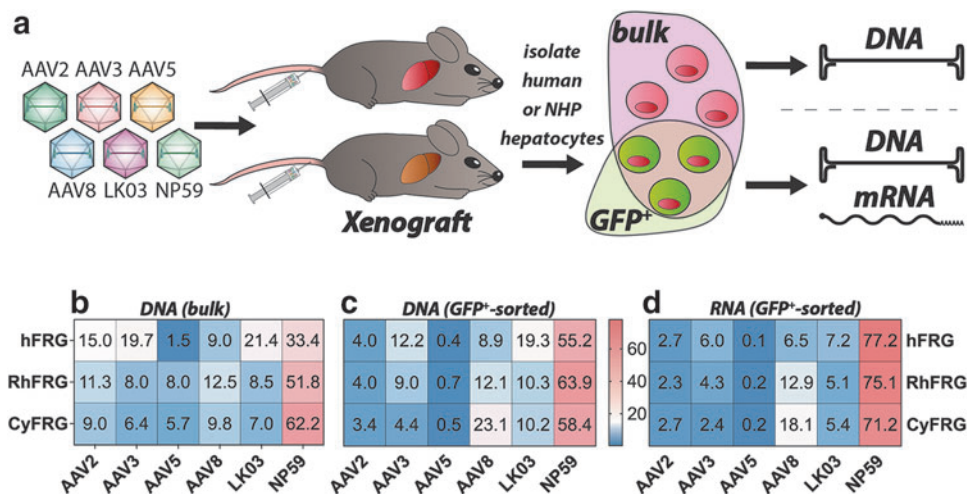 a
AAV2 AAV3 AAV5
AAV8 LK03 NP59
Xenograft
isolate
human
or NHP
hepatocytes
bulk
GFP⁺
DNA
DNA
mRNA
b DNA (bulk)
hFRG 15.0 19.7 1.5 9.0 21.4 33.4
RhFRG 11.3 8.0 8.0 12.5 8.5 51.8
CyFRG 9.0 6.4 5.7 9.8 7.0 62.2
AAV2 AAV3 AAV5 AAV8 LK03 NP59
c DNA (GFP⁺-sorted)
4.0 12.2 0.4 8.9 19.3 55.2
4.0 9.0 0.7 12.1 10.3 63.9
3.4 4.4 0.5 23.1 10.2 58.4
AAV2 AAV3 AAV5 AAV8 LK03 NP59
60
40
20
d RNA (GFP⁺-sorted)
2.7 6.0 0.1 6.5 7.2 77.2 hFRG
2.3 4.3 0.2 12.9 5.1 75.1 RhFRG
2.7 2.4 0.2 18.1 5.4 71.2 CyFRG
AAV2 AAV3 AAV5 AAV8 LK03 NP59